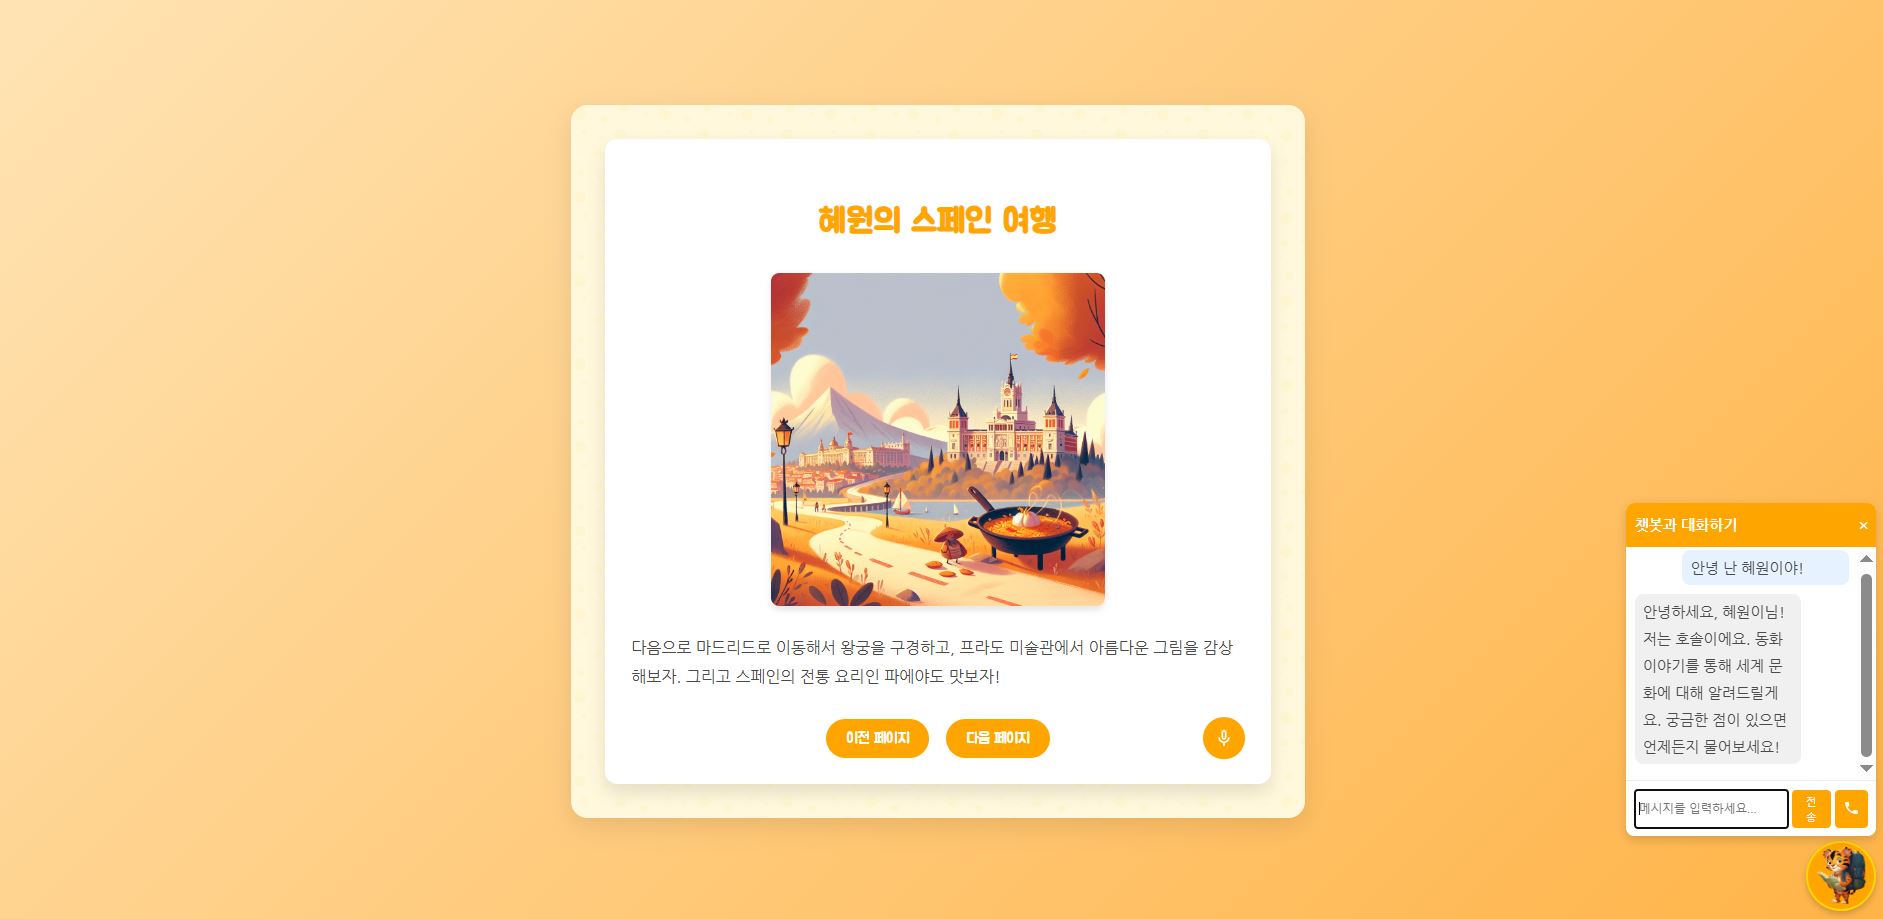 혜원의 스페인 여행
다음으로 마드리드로 이동해서 왕궁을 구경하고, 프라도 미술관에서 아름다운 그림을 감상
해보자. 그리고 스페인의 전통 요리인 파에야도 맛보자!
이전 페이지
다음 페이지
챗봇과 대화하기
×
안녕 난 혜원이야!
안녕하세요, 혜원이님!
저는 호솔이에요. 동화
이야기를 통해 세계 문
화에 대해 알려드릴게
요. 궁금한 점이 있으면
언제든지 물어보세요!
메시지를 입력하세요...
전
송